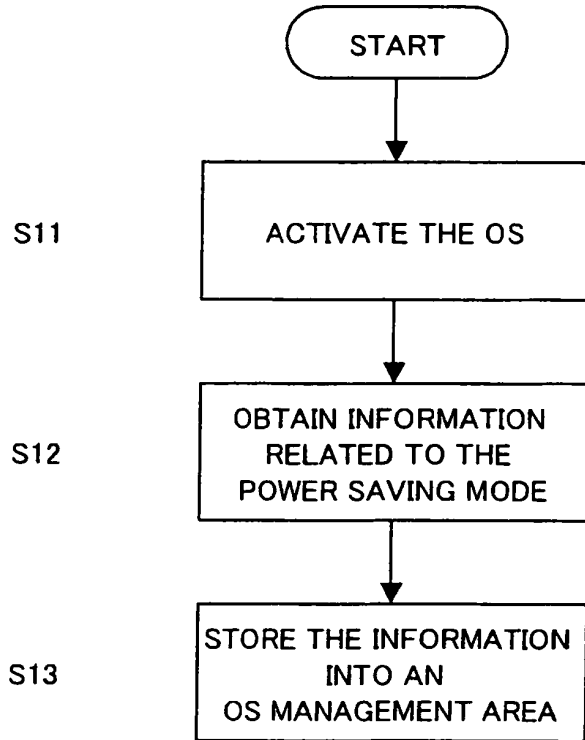 START
S11
ACTIVATE THE OS
S12
OBTAIN INFORMATION
RELATED TO THE
POWER SAVING MODE
S13
STORE THE INFORMATION
INTO AN
OS MANAGEMENT AREA